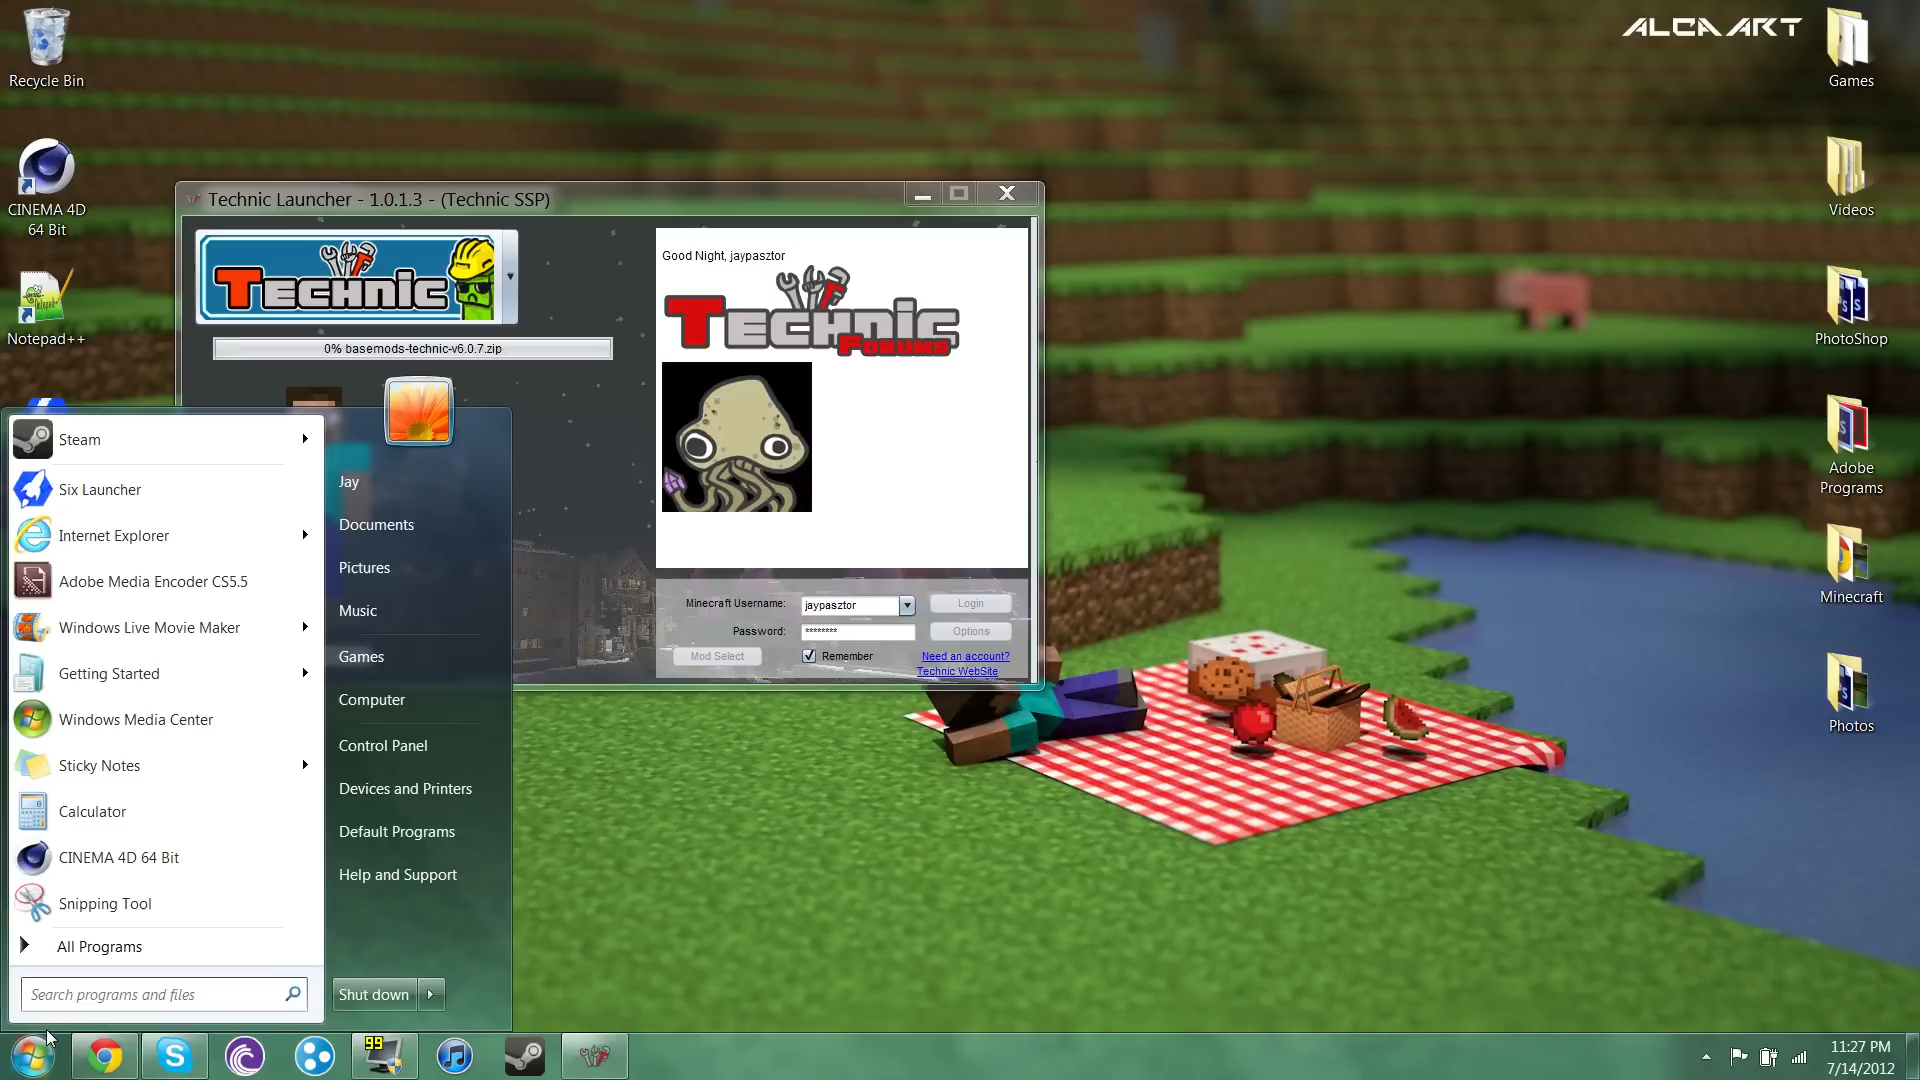 ALCA ART
Recycle Bin
CINEMA 4D
64 Bit
Notepad++
Games
Videos
PhotoShop
Adobe
Programs
Minecraft
Photos
Technic Launcher - 1.0.1.3 - (Technic SSP)
TECHNIC
0% basemods-technic-v6.0.7.zip
Good Night, jaypasztor
TECHNIC
FORUMS
Minecraft Username:
jaypasztor
Login
Password:
********
Options
Mod Select
Remember
Need an account?
Technic WebSite
Steam
Six Launcher
Internet Explorer
Adobe Media Encoder CS5.5
Windows Live Movie Maker
Getting Started
Windows Media Center
Sticky Notes
Calculator
CINEMA 4D 64 Bit
Snipping Tool
All Programs
Search programs and files
Jay
Documents
Pictures
Music
Games
Computer
Control Panel
Devices and Printers
Default Programs
Help and Support
Shut down
99
11:27 PM
7/14/2012